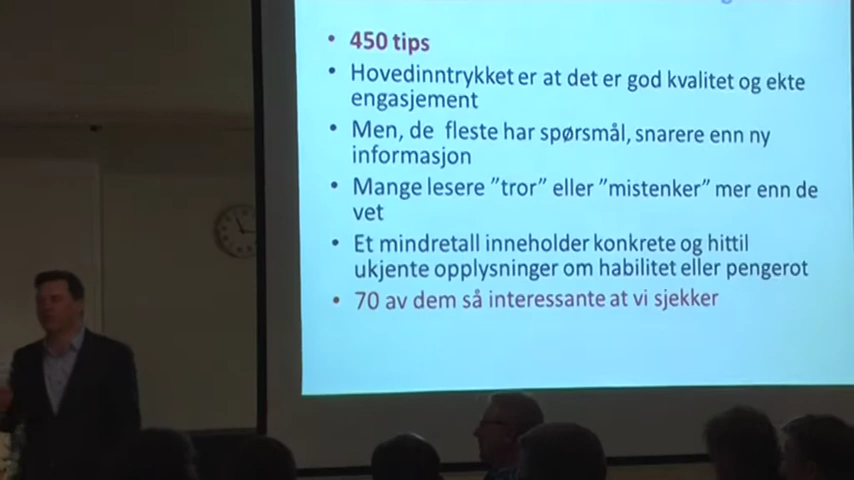 • 450 tips
• Hovedinntrykket er at det er god kvalitet og ekte
engasjement
• Men, de fleste har spørsmål, snarere enn ny
informasjon
• Mange lesere ”tror” eller ”mistenker” mer enn de
vet
• Et mindretall inneholder konkrete og hittil
ukjente opplysninger om habilitet eller pengerot
• 70 av dem så interessante at vi sjekker